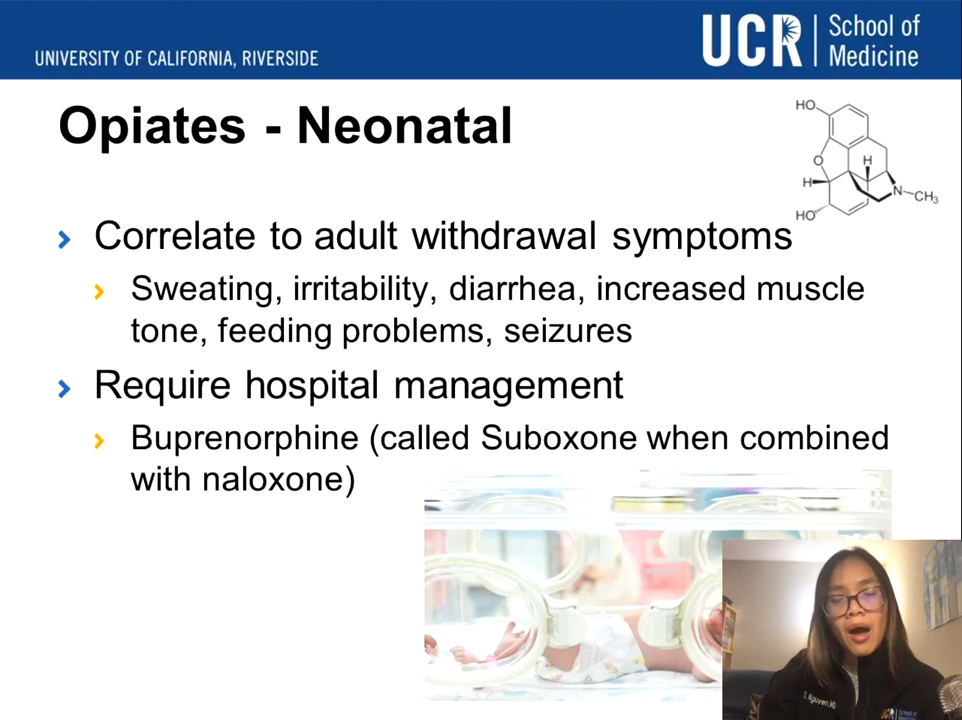 UNIVERSITY OF CALIFORNIA, RIVERSIDE
UCR School of
Medicine
Opiates - Neonatal
HO
O
H
H
N
CH3
HO
Correlate to adult withdrawal symptoms
Sweating, irritability, diarrhea, increased muscle
tone, feeding problems, seizures
Require hospital management
Buprenorphine (called Suboxone when combined
with naloxone)